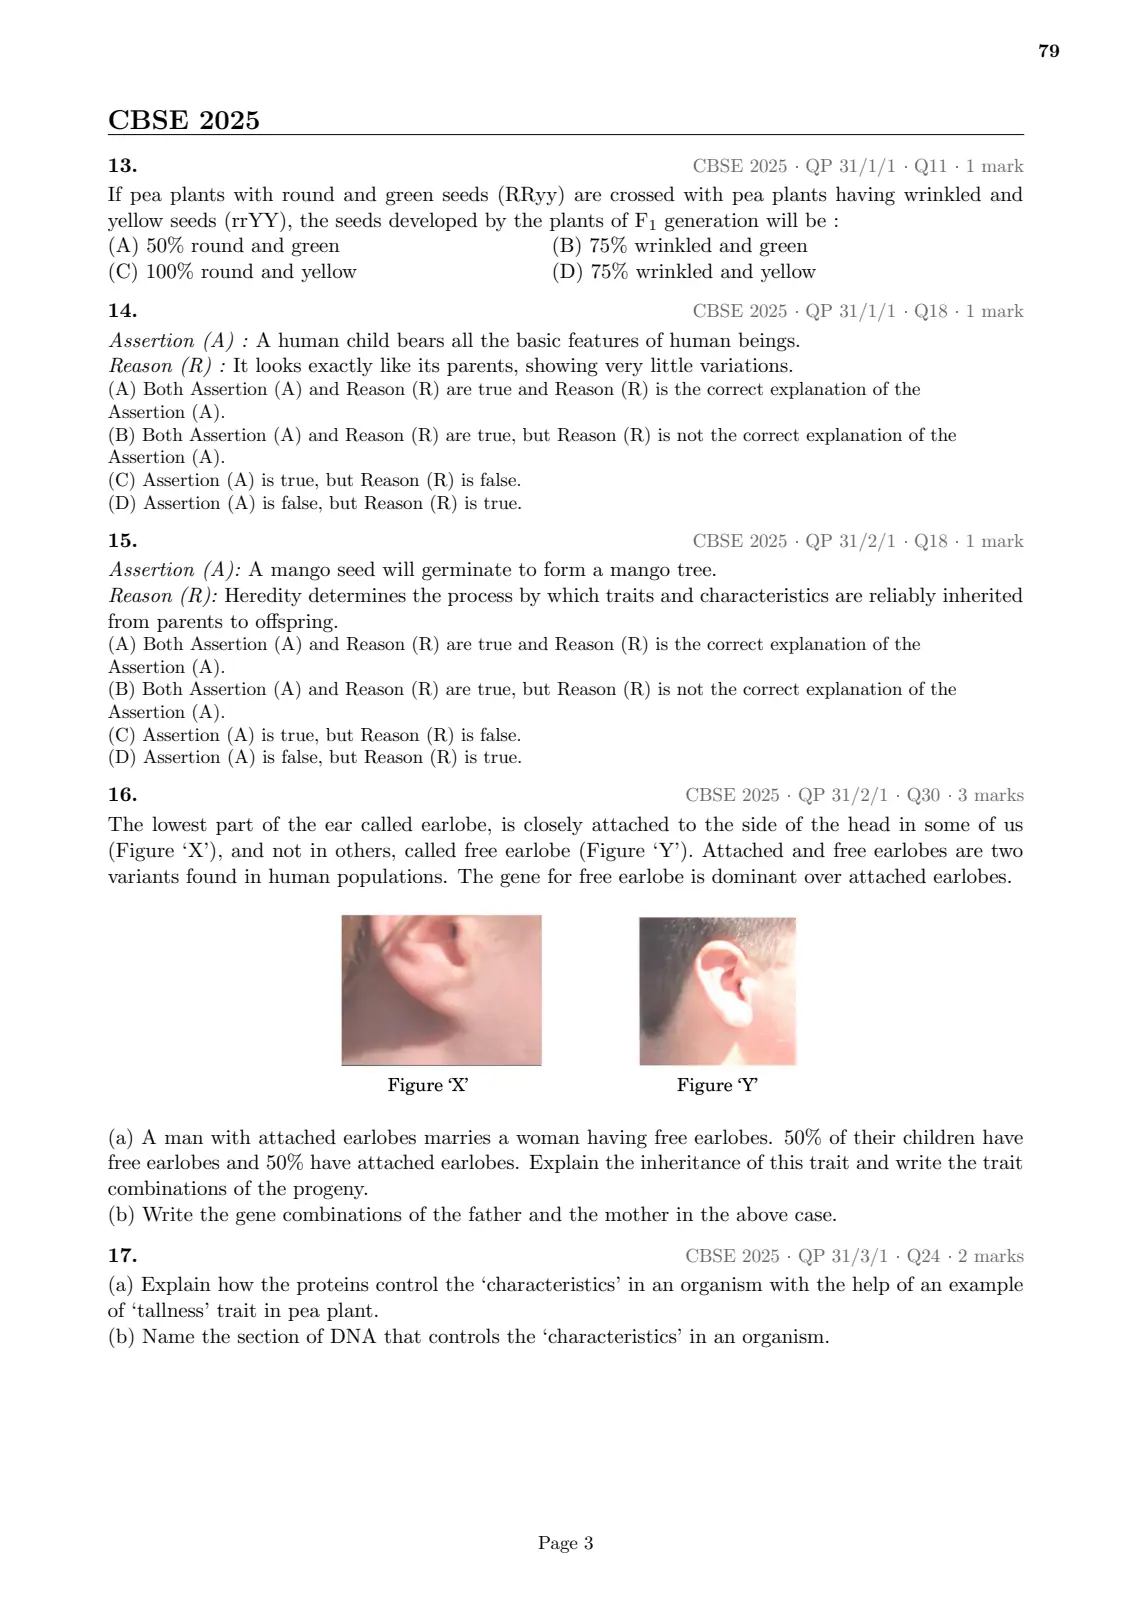 79
CBSE 2025
13. CBSE 2025 · QP 31/1/1 · Q11 · 1 mark
If pea plants with round and green seeds (RRyy) are crossed with pea plants having wrinkled and
yellow seeds (rrYY), the seeds developed by the plants of F₁ generation will be :
(A) 50% round and green (B) 75% wrinkled and green
(C) 100% round and yellow (D) 75% wrinkled and yellow
14. CBSE 2025 · QP 31/1/1 · Q18 · 1 mark
Assertion (A) : A human child bears all the basic features of human beings.
Reason (R) : It looks exactly like its parents, showing very little variations.
(A) Both Assertion (A) and Reason (R) are true and Reason (R) is the correct explanation of the
Assertion (A).
(B) Both Assertion (A) and Reason (R) are true, but Reason (R) is not the correct explanation of the
Assertion (A).
(C) Assertion (A) is true, but Reason (R) is false.
(D) Assertion (A) is false, but Reason (R) is true.
15. CBSE 2025 · QP 31/2/1 · Q18 · 1 mark
Assertion (A): A mango seed will germinate to form a mango tree.
Reason (R): Heredity determines the process by which traits and characteristics are reliably inherited
from parents to offspring.
(A) Both Assertion (A) and Reason (R) are true and Reason (R) is the correct explanation of the
Assertion (A).
(B) Both Assertion (A) and Reason (R) are true, but Reason (R) is not the correct explanation of the
Assertion (A).
(C) Assertion (A) is true, but Reason (R) is false.
(D) Assertion (A) is false, but Reason (R) is true.
16. CBSE 2025 · QP 31/2/1 · Q30 · 3 marks
The lowest part of the ear called earlobe, is closely attached to the side of the head in some of us
(Figure ‘X’), and not in others, called free earlobe (Figure ‘Y’). Attached and free earlobes are two
variants found in human populations. The gene for free earlobe is dominant over attached earlobes.
Figure ‘X’ Figure ‘Y’
(a) A man with attached earlobes marries a woman having free earlobes. 50% of their children have
free earlobes and 50% have attached earlobes. Explain the inheritance of this trait and write the trait
combinations of the progeny.
(b) Write the gene combinations of the father and the mother in the above case.
17. CBSE 2025 · QP 31/3/1 · Q24 · 2 marks
(a) Explain how the proteins control the ‘characteristics’ in an organism with the help of an example
of ‘tallness’ trait in pea plant.
(b) Name the section of DNA that controls the ‘characteristics’ in an organism.
Page 3